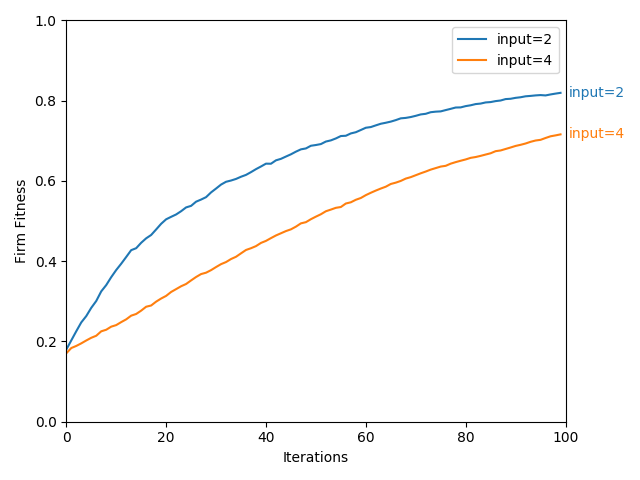 1.0
0.8
0.6
0.4
0.2
0.0
Firm Fitness
0 20 40 60 80 100
Iterations
input=2
input=4
input=2
input=4